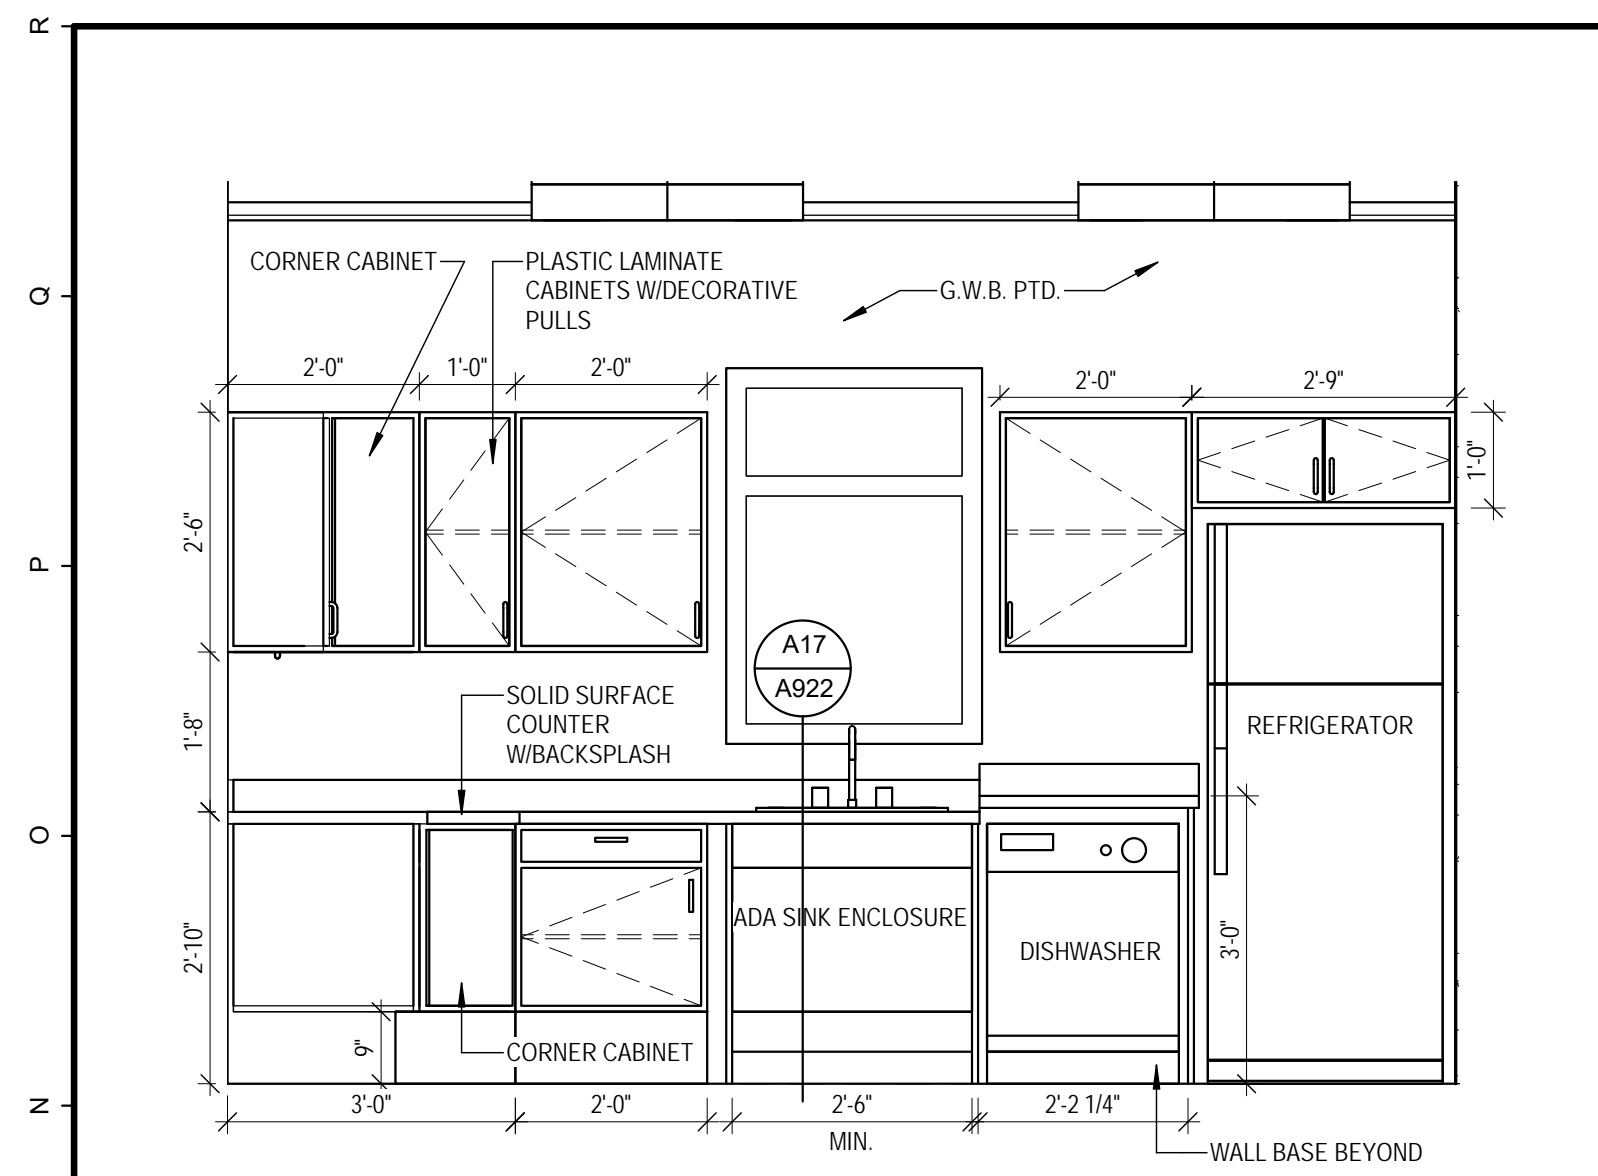 R
Q
P
O
N
CORNER CABINET
PLASTIC LAMINATE
CABINETS W/DECORATIVE
PULLS
G.W.B. PTD.
2'-0"
1'-0"
2'-0"
2'-0"
2'-9"
1'-0"
2'-6"
A17
A922
1'-8"
SOLID SURFACE
COUNTER
W/BACKSPLASH
REFRIGERATOR
2'-10"
ADA SINK ENCLOSURE
DISHWASHER
3'-0"
9"
CORNER CABINET
3'-0"
2'-0"
2'-6"
MIN.
2'-2 1/4"
WALL BASE BEYOND